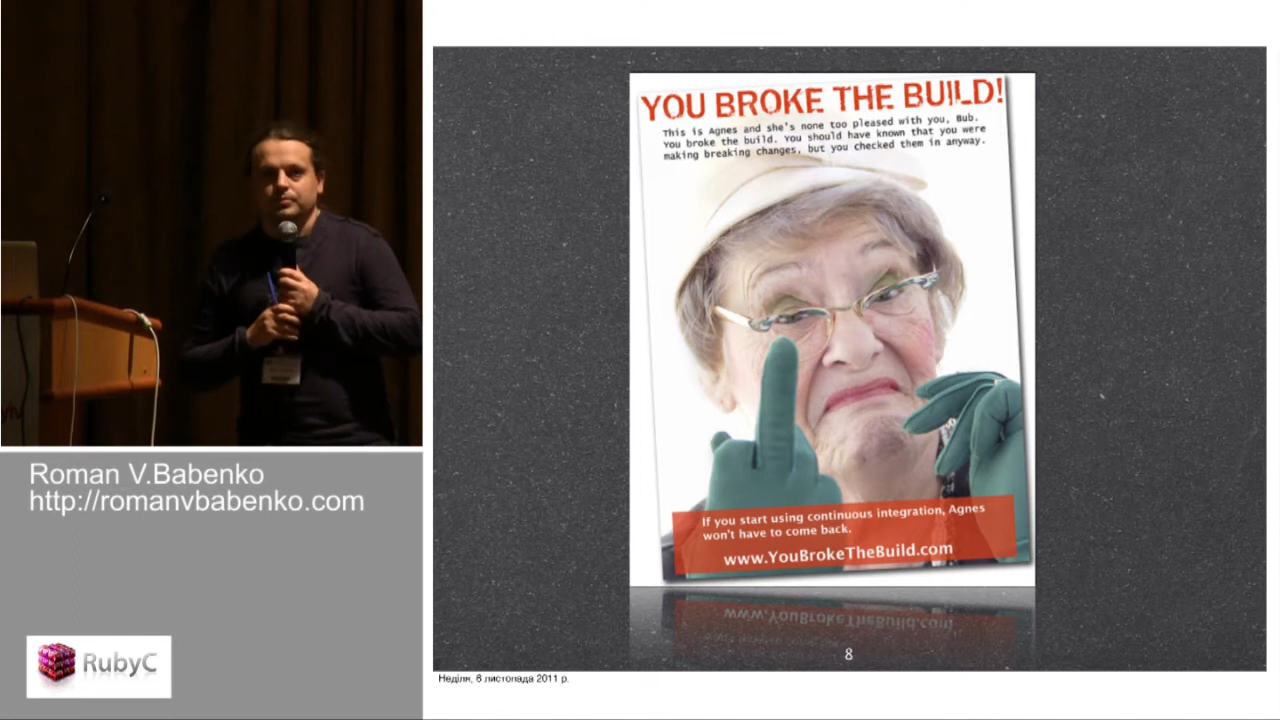 YOU BROKE THE BUILD!
This is Agnes and she's none too pleased with you, Bub.
You broke the build. You should have known that you were
making breaking changes, but you checked them in anyway.
If you start using continuous integration, Agnes
won't have to come back.
www.YouBrokeTheBuild.com
www.YouBrokeTheBuild.com
8
Неділя, 6 листопада 2011 р.
Roman V.Babenko
http://romanvbabenko.com
RubyC